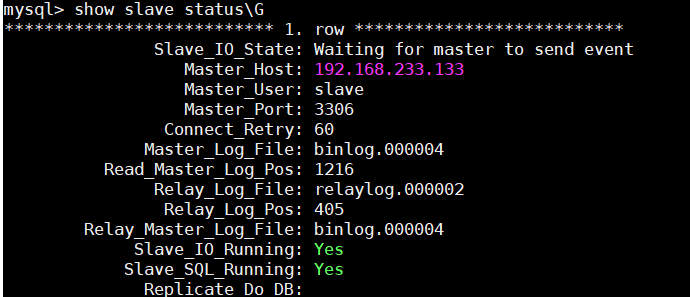 mysql> show slave status\G
*************************** 1. row ***************************
Slave_IO_State: Waiting for master to send event
Master_Host: 192.168.233.133
Master_User: slave
Master_Port: 3306
Connect_Retry: 60
Master_Log_File: binlog.000004
Read_Master_Log_Pos: 1216
Relay_Log_File: relaylog.000002
Relay_Log_Pos: 405
Relay_Master_Log_File: binlog.000004
Slave_IO_Running: Yes
Slave_SQL_Running: Yes
Replicate_Do_DB: